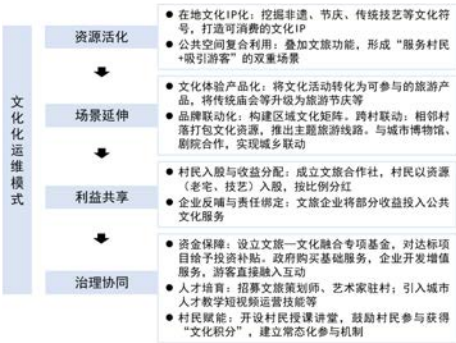 文化化运维模式
资源活化
● 在地文化IP化：挖掘非遗、节庆、传统技艺等文化符
号，打造可消费的文化IP
● 公共空间复合利用：叠加文旅功能，形成“服务村民
+吸引游客”的双重场景
场景延伸
● 文化体验产品化：将文化活动转化为可参与的旅游产
品，将传统庙会等升级为旅游节庆等
● 品牌联动化：构建区域文化矩阵。跨村联动：相邻村
落打包文化资源，推出主题旅游线路。与城市博物馆、
剧院合作，实现城乡联动
利益共享
● 村民入股与收益分配：成立文旅合作社，村民以资源
（老宅、技艺）入股，按比例分红
● 企业反哺与责任绑定：文旅企业将部分收益投入公共
文化服务
治理协同
● 资金保障：设立文旅—文化融合专项基金，对达标项
目给予投资补贴。政府购买基础服务，企业开发增值
服务，游客直接融入互动
● 人才培育：招募文旅策划师、艺术家驻村；引入城市
人才教学短视频运营技能等
● 村民赋能：开设村民授课讲堂，鼓励村民参与获得
“文化积分”，建立常态化参与机制